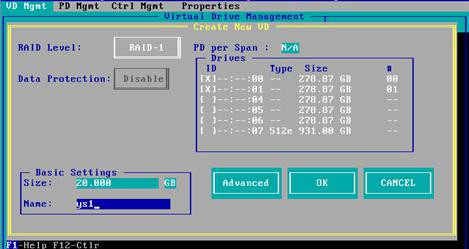 VD Mgmt PD Mgmt Ctrl Mgmt Properties
Virtual Drive Management
Create New VD
RAID Level: RAID-1 PD per Span : N/A
Data Protection: Disable
Drives
ID Type Size #
[X]--:--:00 -- 278.87 GB 00
[X]--:--:01 -- 278.87 GB 01
[ ]--:--:04 -- 278.87 GB --
[ ]--:--:05 -- 278.87 GB --
[ ]--:--:06 -- 278.87 GB --
[ ]--:--:07 512e 931.00 GB --
Basic Settings
Size: 20.000 GB
Name: ys1_
Advanced OK CANCEL
F1-Help F12-Ctlr